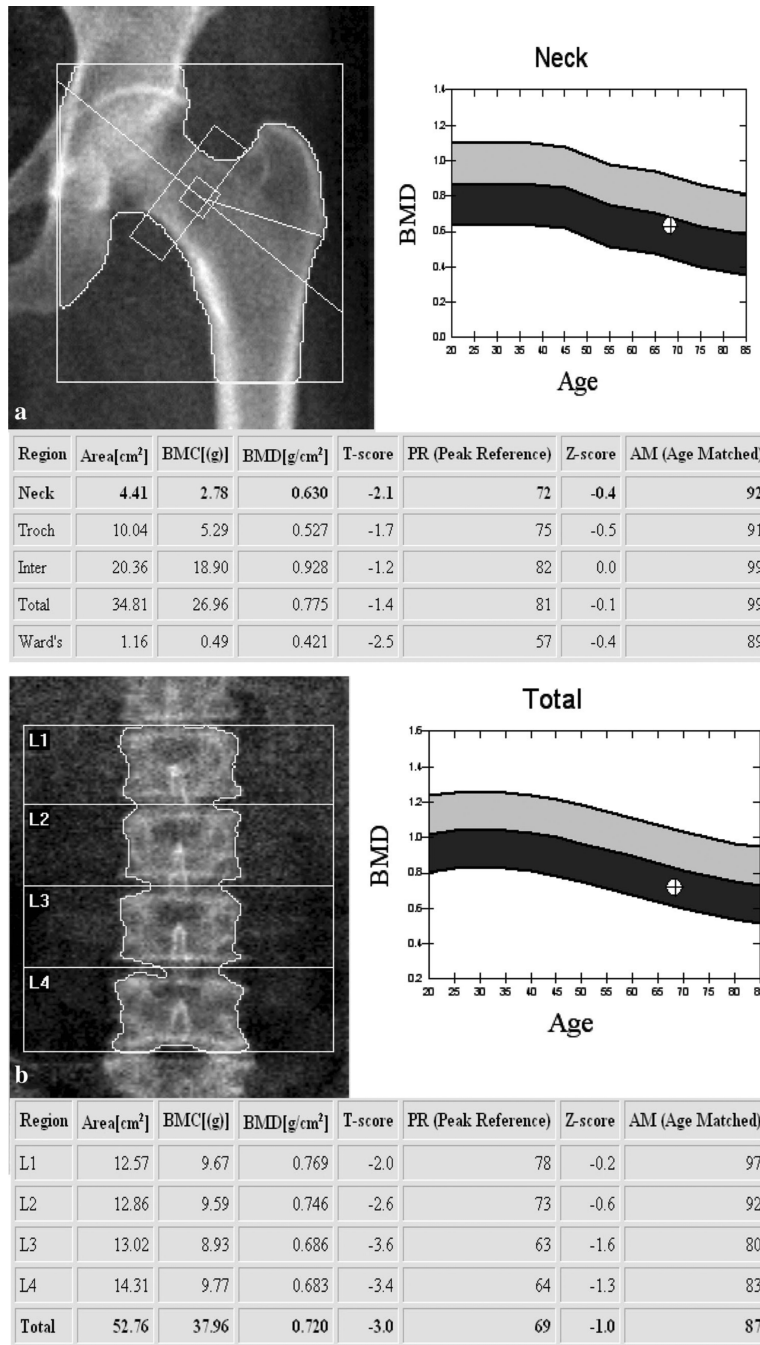 Neck
BMD
1.4
1.2
1.0
0.8
0.6
0.4
0.2
0.0
20 25 30 35 40 45 50 55 60 65 70 75 80 85
Age
a
Region Area[cm²] BMC[(g)] BMD[g/cm²] T-score PR (Peak Reference) Z-score AM (Age Matched)
Neck 4.41 2.78 0.630 -2.1 72 -0.4 92
Troch 10.04 5.29 0.527 -1.7 75 -0.5 91
Inter 20.36 18.90 0.928 -1.2 82 0.0 99
Total 34.81 26.96 0.775 -1.4 81 -0.1 99
Ward's 1.16 0.49 0.421 -2.5 57 -0.4 89
L1
L2
L3
L4
b
Total
BMD
1.6
1.4
1.2
1.0
0.8
0.6
0.4
0.2
20 25 30 35 40 45 50 55 60 65 70 75 80
Age
Region Area[cm²] BMC[(g)] BMD[g/cm²] T-score PR (Peak Reference) Z-score AM (Age Matched)
L1 12.57 9.67 0.769 -2.0 78 -0.2 97
L2 12.86 9.59 0.746 -2.6 73 -0.6 92
L3 13.02 8.93 0.686 -3.6 63 -1.6 80
L4 14.31 9.77 0.683 -3.4 64 -1.3 83
Total 52.76 37.96 0.720 -3.0 69 -1.0 87